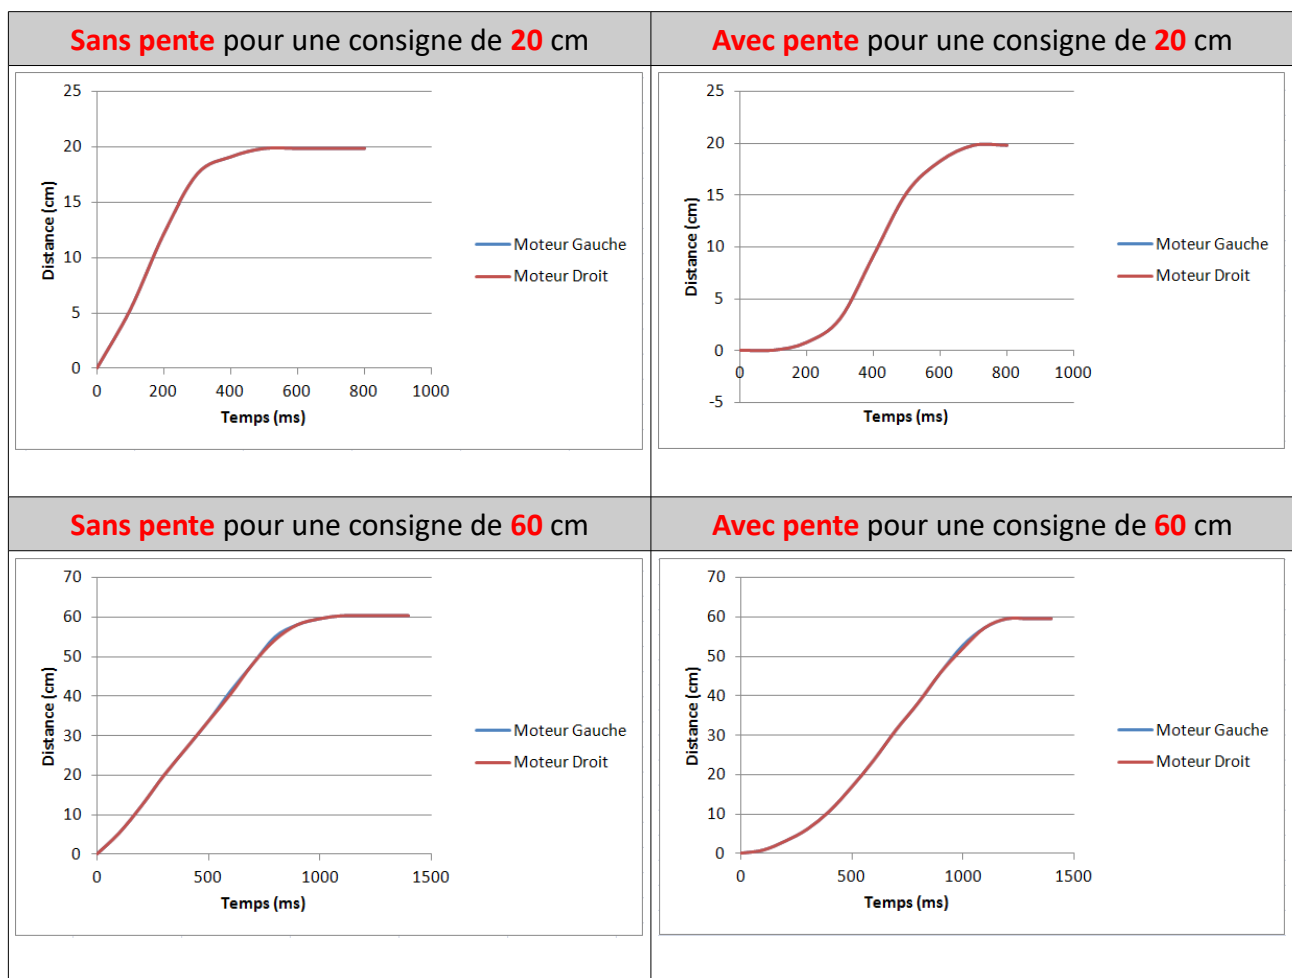 Sans pente pour une consigne de 20 cm
Avec pente pour une consigne de 20 cm
25
20
15
10
5
0
Distance (cm)
0 200 400 600 800 1000
Temps (ms)
Moteur Gauche
Moteur Droit
25
20
15
10
5
0
-5
Distance (cm)
0 200 400 600 800 1000
Temps (ms)
Moteur Gauche
Moteur Droit
Sans pente pour une consigne de 60 cm
Avec pente pour une consigne de 60 cm
70
60
50
40
30
20
10
0
Distance (cm)
0 500 1000 1500
Temps (ms)
Moteur Gauche
Moteur Droit
70
60
50
40
30
20
10
0
Distance (cm)
0 500 1000 1500
Temps (ms)
Moteur Gauche
Moteur Droit